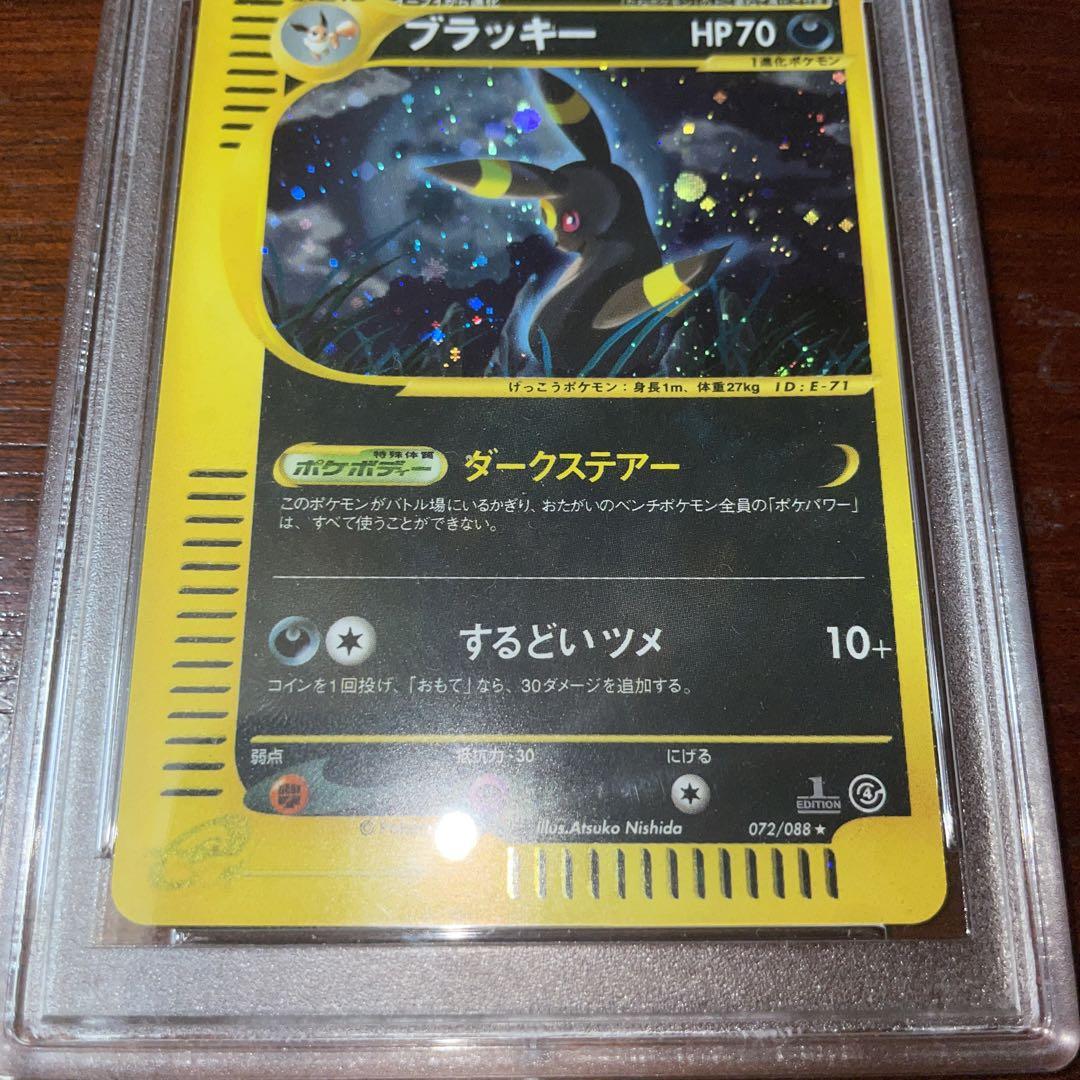 ブラッキー HP70
1進化ポケモン
げっこうポケモン：身長1m、体重27kg ID：E-71
特殊体質
ポケボディー ダークステアー
このポケモンがバトル場にいるかぎり、おたがいのベンチポケモン全員の「ポケパワー」
は、すべて使うことができない。
するどいツメ 10+
コインを1回投げ、「おもて」なら、30ダメージを追加する。
弱点 抵抗力-30 にげる
1 EDITION 4
Illus.Atsuko Nishida 072/088★